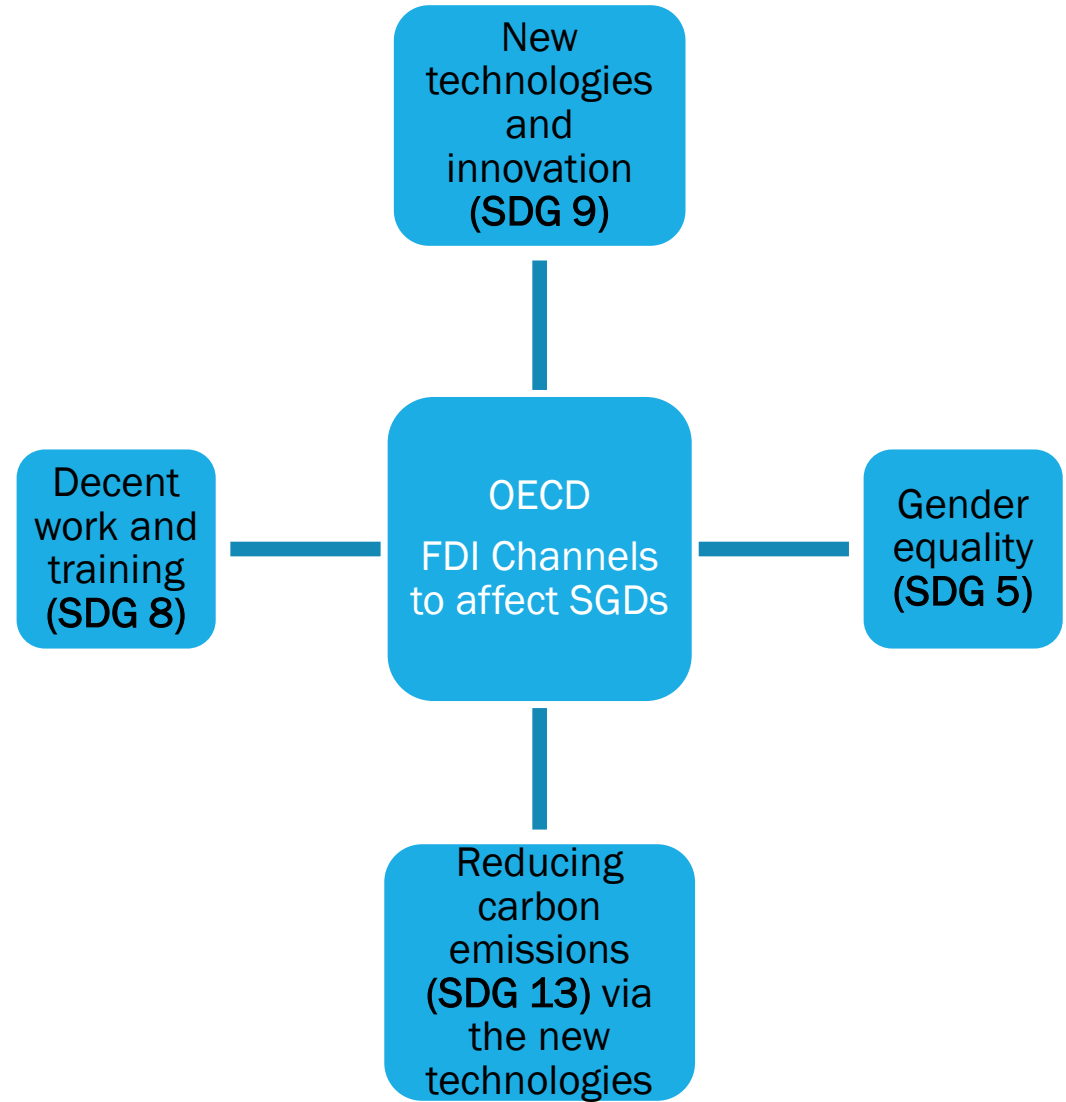 New
technologies
and
innovation
(SDG 9)
Decent
work and
training
(SDG 8)
OECD
FDI Channels
to affect SGDs
Gender
equality
(SDG 5)
Reducing
carbon
emissions
(SDG 13) via
the new
technologies